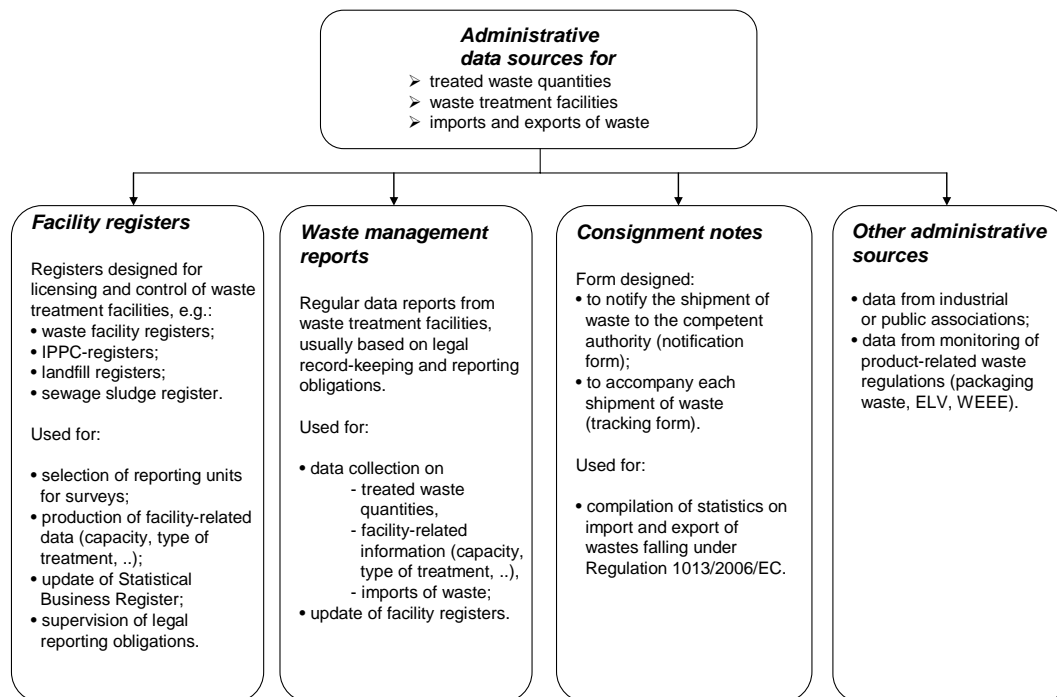 Administrative
data sources for
➢ treated waste quantities
➢ waste treatment facilities
➢ imports and exports of waste
Facility registers
Registers designed for
licensing and control of waste
treatment facilities, e.g.:
• waste facility registers;
• IPPC-registers;
• landfill registers;
• sewage sludge register.
Used for:
• selection of reporting units
for surveys;
• production of facility-related
data (capacity, type of
treatment, ..);
• update of Statistical
Business Register;
• supervision of legal
reporting obligations.
Waste management
reports
Regular data reports from
waste treatment facilities,
usually based on legal
record-keeping and reporting
obligations.
Used for:
• data collection on
- treated waste
quantities,
- facility-related
information (capacity,
type of treatment, ..),
- imports of waste;
• update of facility registers.
Consignment notes
Form designed:
• to notify the shipment of
waste to the competent
authority (notification
form);
• to accompany each
shipment of waste
(tracking form).
Used for:
• compilation of statistics on
import and export of
wastes falling under
Regulation 1013/2006/EC.
Other administrative
sources
• data from industrial
or public associations;
• data from monitoring of
product-related waste
regulations (packaging
waste, ELV, WEEE).